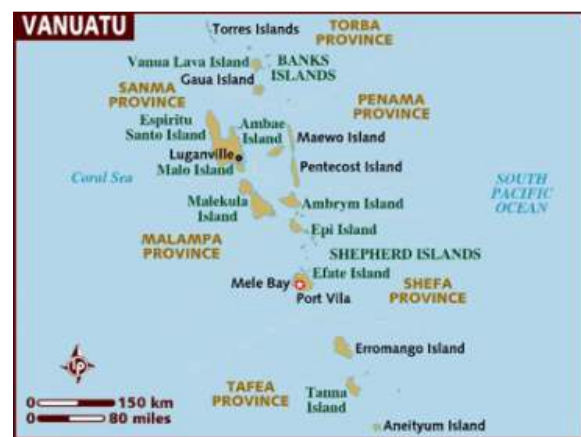 VANUATU
Torres Islands
TORBA
PROVINCE
Vanua Lava Island
BANKS
ISLANDS
Gaua Island
SANMA
PROVINCE
PENAMA
PROVINCE
Espiritu
Santo Island
Ambae
Island
Maewo Island
Luganville
Malo Island
Pentecost Island
Coral Sea
SOUTH
PACIFIC
OCEAN
Malekula
Island
Ambrym Island
Epi Island
MALAMPA
PROVINCE
SHEPHERD ISLANDS
Efate Island
Mele Bay
Port Vila
SHEFA
PROVINCE
Erromango Island
lp
0 150 km
0 80 miles
TAFEA
PROVINCE
Tanna
Island
Aneityum Island